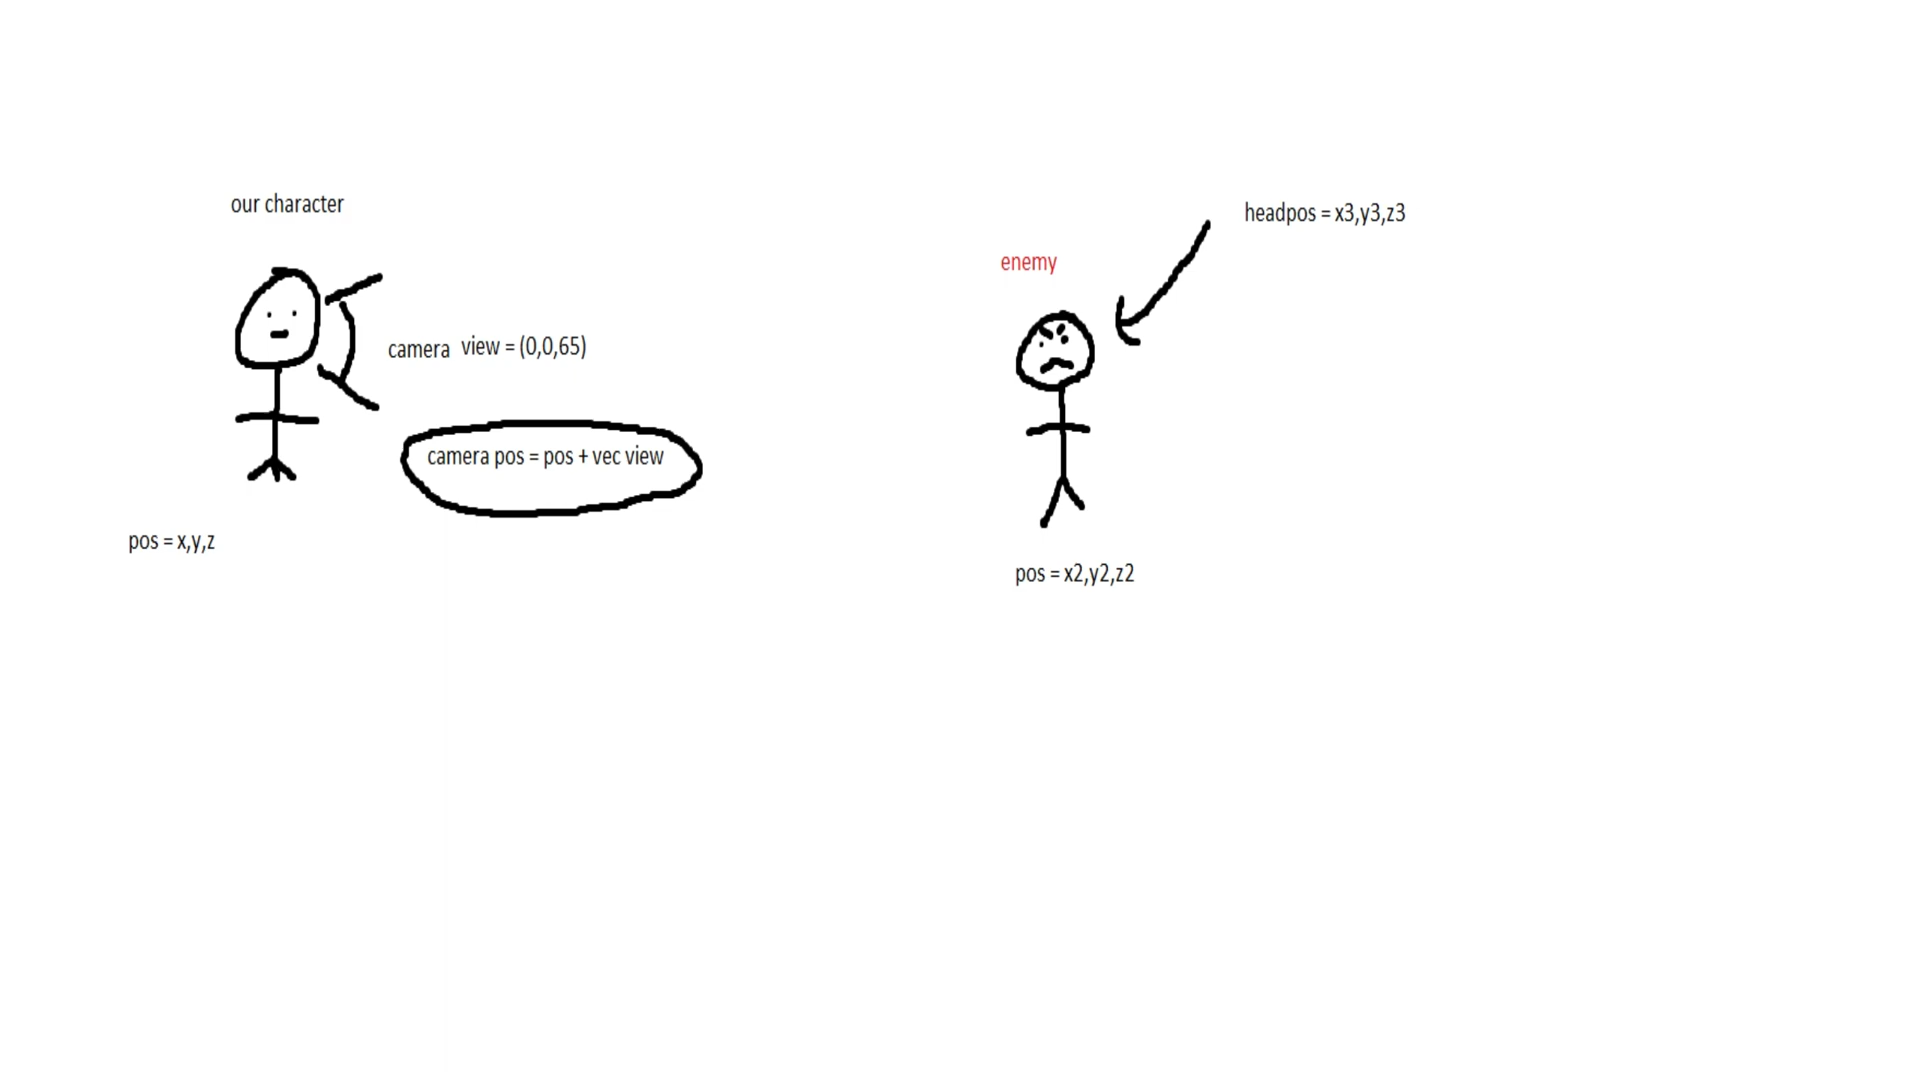 our character
headpos = x3,y3,z3
enemy
camera view = (0,0,65)
camera pos = pos + vec view
pos = x,y,z
pos = x2,y2,z2